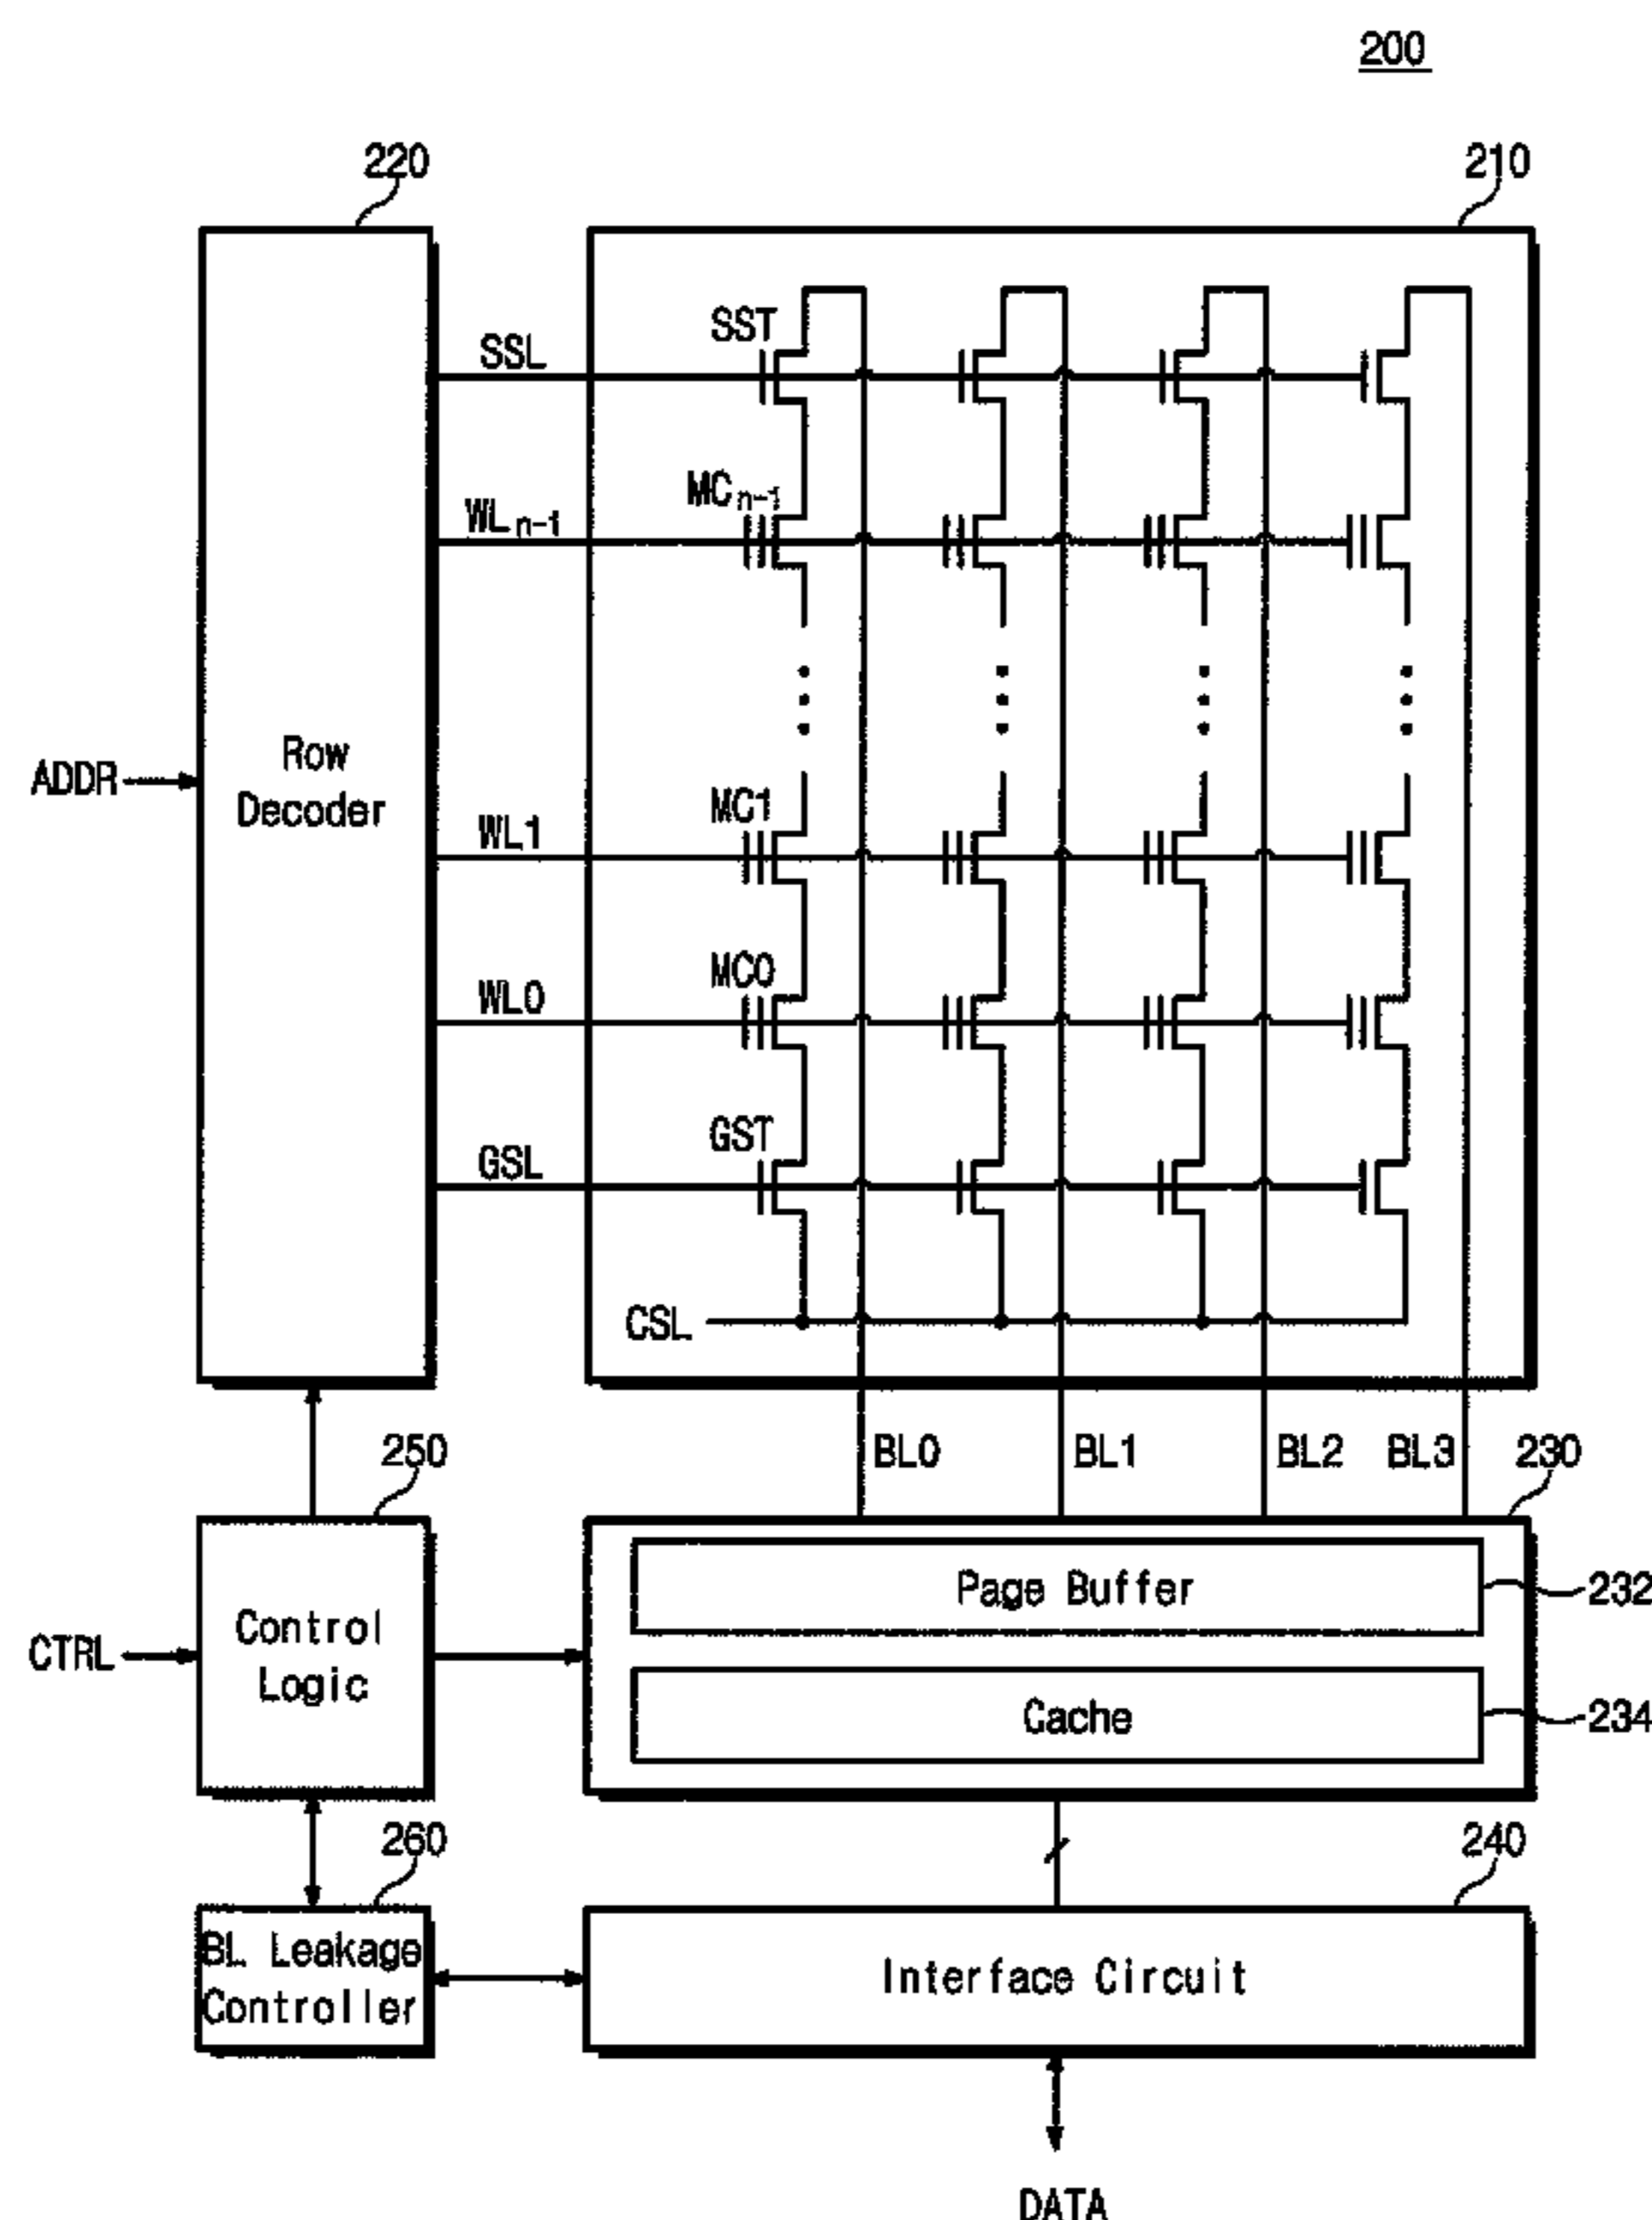 200
220
210
SST
SSL
MCn-1
WLn-1
Row
Decoder
ADDR
MC1
WL1
MC0
WL0
GST
GSL
CSL
250
BL0
BL1
BL2
BL3
230
Page Buffer
232
Control
Logic
CTRL
Cache
234
260
240
BL Leakage
Controller
Interface Circuit
DATA